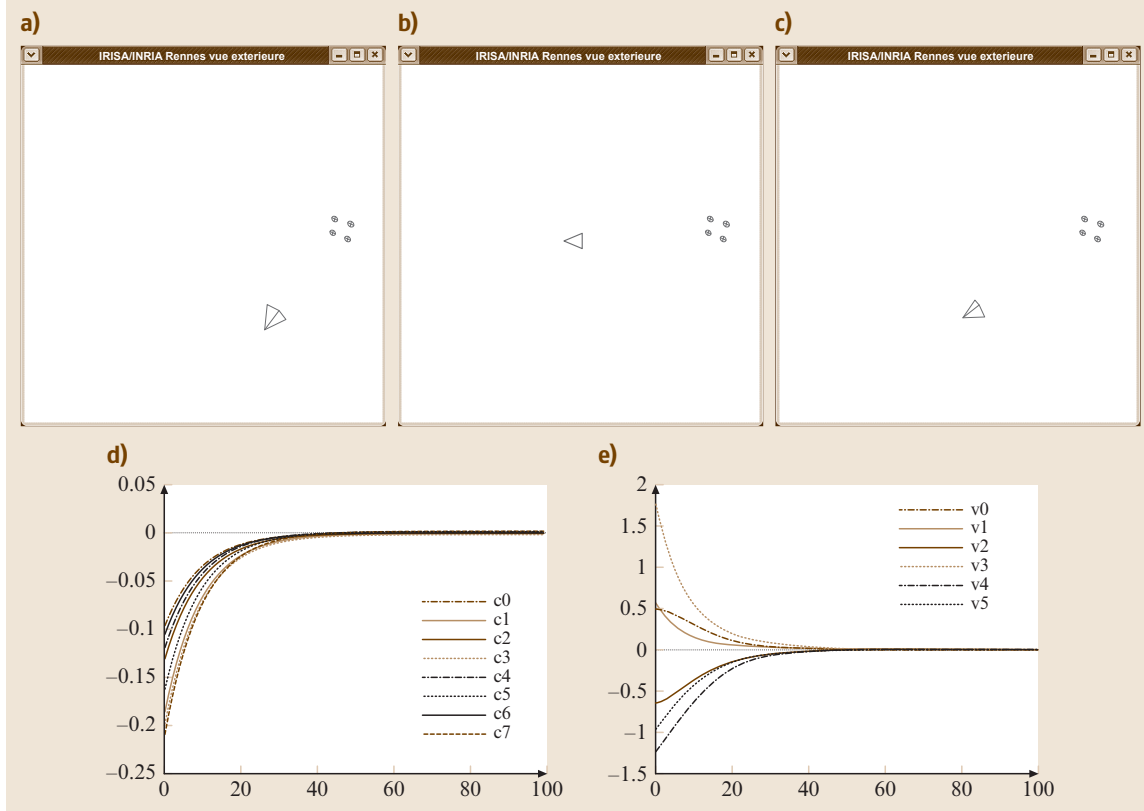 a)
b)
c)
IRISA/INRIA Rennes vue exterieure
IRISA/INRIA Rennes vue exterieure
IRISA/INRIA Rennes vue exterieure
d)
0.05
0
–0.05
–0.1
–0.15
–0.2
–0.25
0
20
40
60
80
100
c0
c1
c2
c3
c4
c5
c6
c7
e)
2
1.5
1
0.5
0
–0.5
–1
–1.5
0
20
40
60
80
100
v0
v1
v2
v3
v4
v5